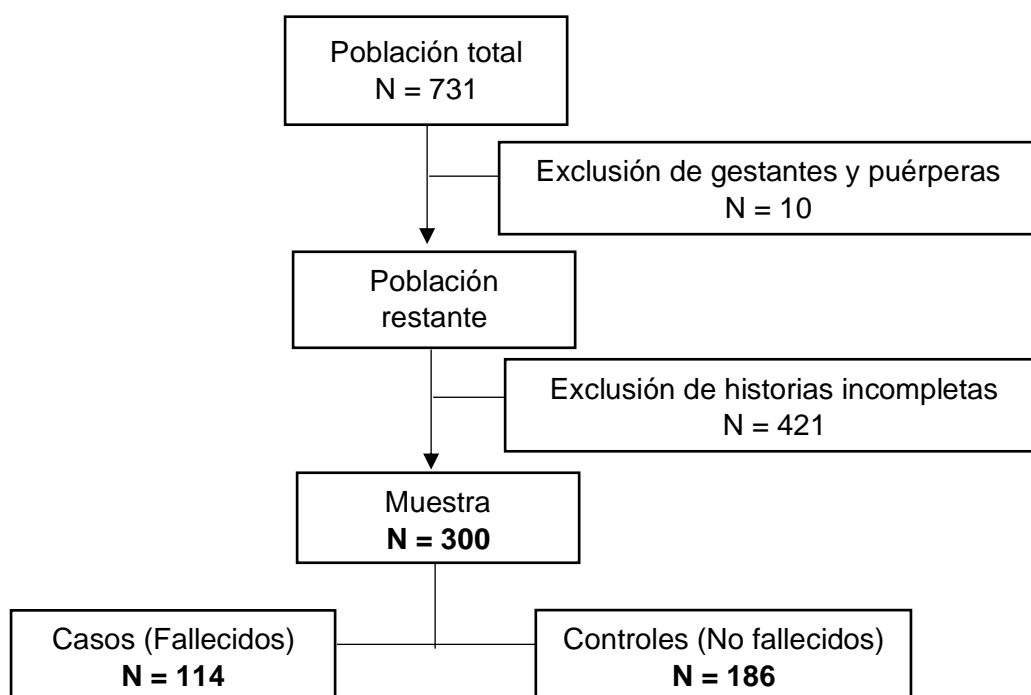 Población total
N = 731
Exclusión de gestantes y puérperas
N = 10
Población
restante
Exclusión de historias incompletas
N = 421
Muestra
N = 300
Casos (Fallecidos)
N = 114
Controles (No fallecidos)
N = 186